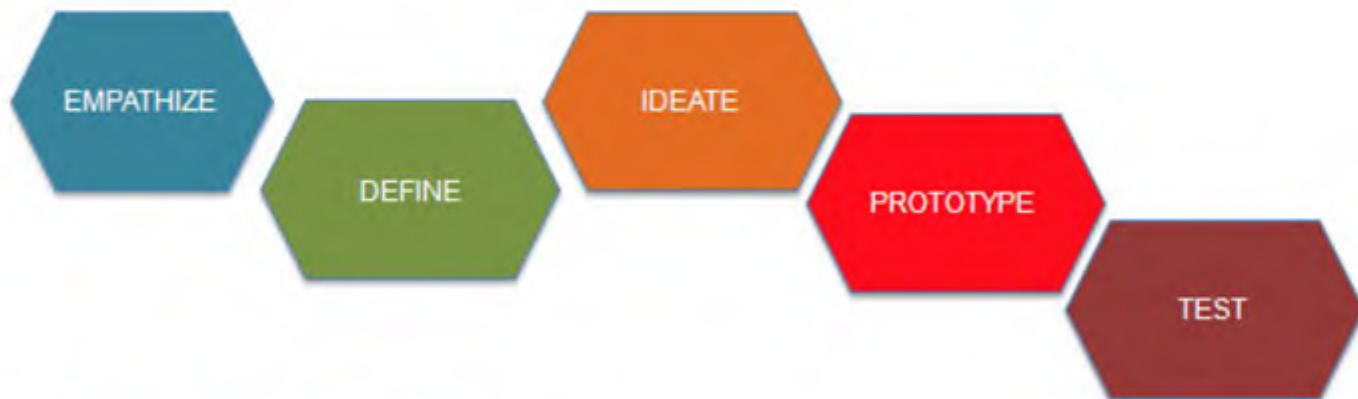 EMPATHIZE
DEFINE
IDEATE
PROTOTYPE
TEST